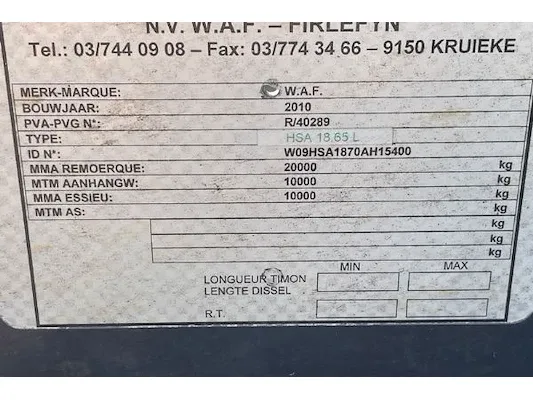 N.V. W.A.F. – FIRLEFYN
Tel.: 03/744 09 08 – Fax: 03/774 34 66 – 9150 KRUIEKE
MERK-MARQUE: W.A.F.
BOUWJAAR: 2010
PVA-PVG N°: R/40289
TYPE: HSA 18.65 L
ID N°: W09HSA1870AH15400
MMA REMOERQUE: 20000 kg
MTM AANHANGW: 10000 kg
MMA ESSIEU: 10000 kg
MTM AS: kg
kg
kg
kg
MIN MAX
LONGUEUR TIMON
LENGTE DISSEL
R.T.